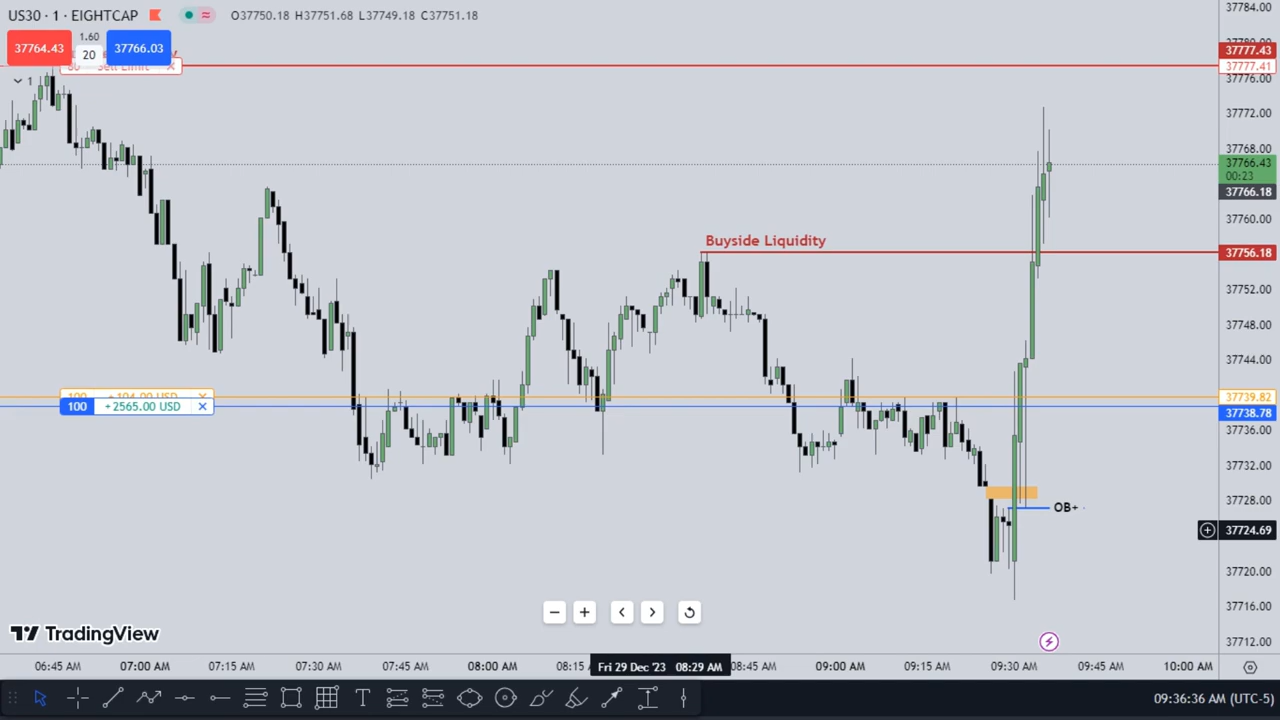 US30 · 1 · EIGHTCAP O37750.18 H37751.68 L37749.18 C37751.18
37764.43 1.60 20 37766.03
Sell Limit
1
Buyside Liquidity
100 +104.00 USD
100 +2565.00 USD
OB+
37784.00
37777.43
37777.41
37776.00
37772.00
37768.00
37766.43
00:23
37766.18
37760.00
37756.18
37752.00
37748.00
37744.00
37739.82
37738.78
37736.00
37732.00
37728.00
37724.69
37720.00
37716.00
37712.00
TradingView
06:45 AM 07:00 AM 07:15 AM 07:30 AM 07:45 AM 08:00 AM 08:15 Fri 29 Dec '23 08:29 AM 08:45 AM 09:00 AM 09:15 AM 09:30 AM 09:45 AM 10:00 AM
09:36:36 AM (UTC-5)